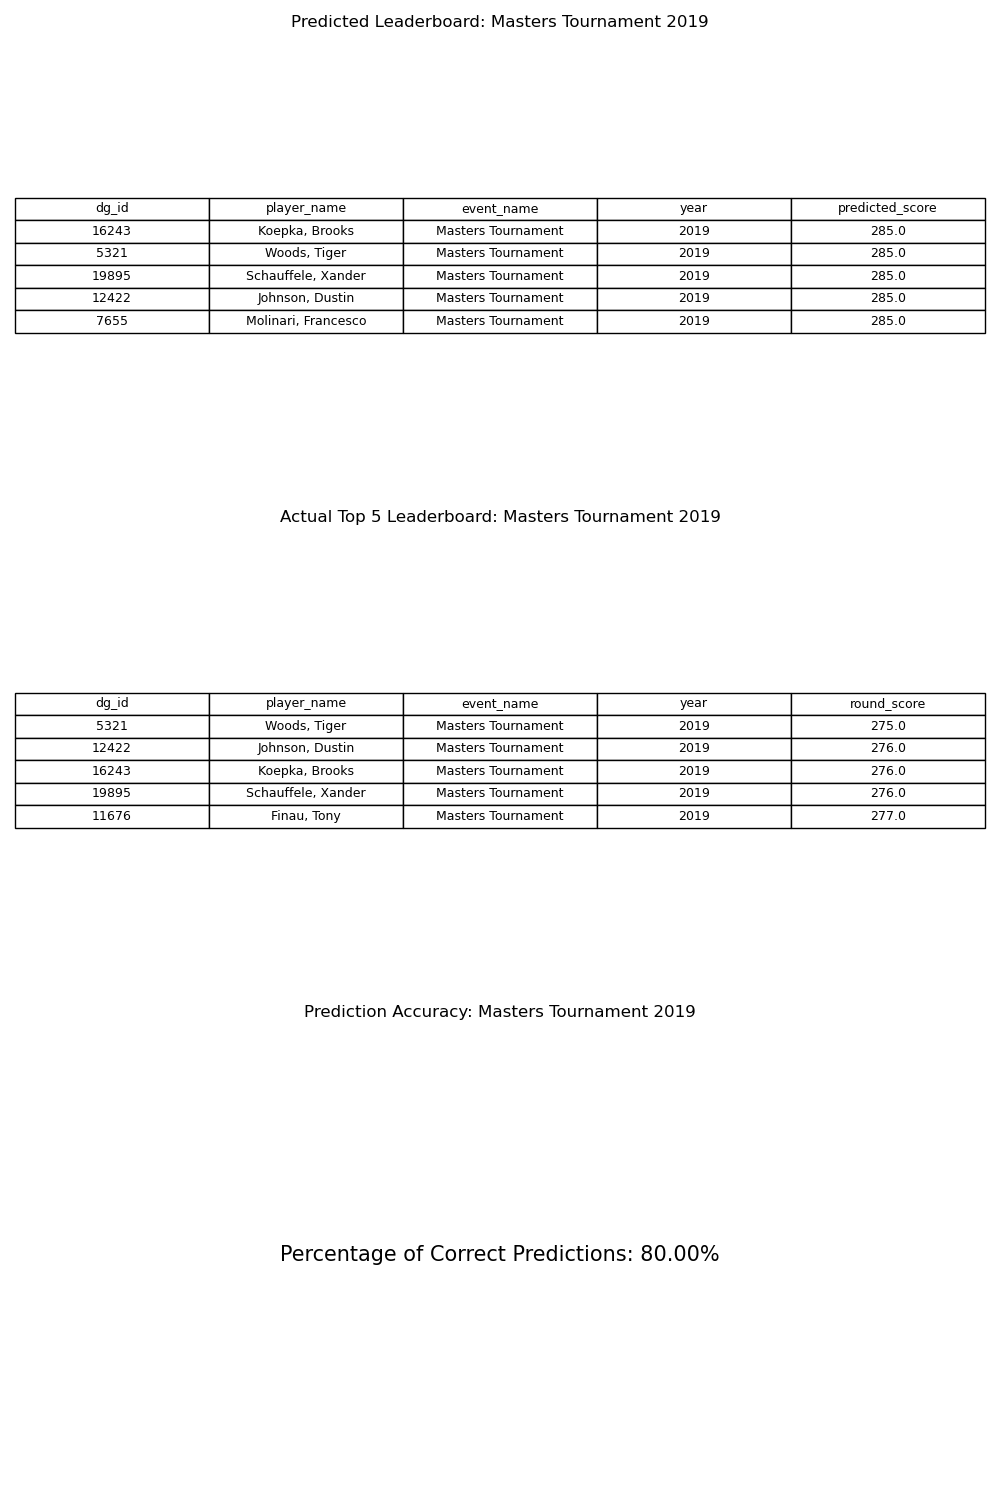 Predicted Leaderboard: Masters Tournament 2019
dg_id player_name event_name year predicted_score
16243 Koepka, Brooks Masters Tournament 2019 285.0
5321 Woods, Tiger Masters Tournament 2019 285.0
19895 Schauffele, Xander Masters Tournament 2019 285.0
12422 Johnson, Dustin Masters Tournament 2019 285.0
7655 Molinari, Francesco Masters Tournament 2019 285.0
Actual Top 5 Leaderboard: Masters Tournament 2019
dg_id player_name event_name year round_score
5321 Woods, Tiger Masters Tournament 2019 275.0
12422 Johnson, Dustin Masters Tournament 2019 276.0
16243 Koepka, Brooks Masters Tournament 2019 276.0
19895 Schauffele, Xander Masters Tournament 2019 276.0
11676 Finau, Tony Masters Tournament 2019 277.0
Prediction Accuracy: Masters Tournament 2019
Percentage of Correct Predictions: 80.00%